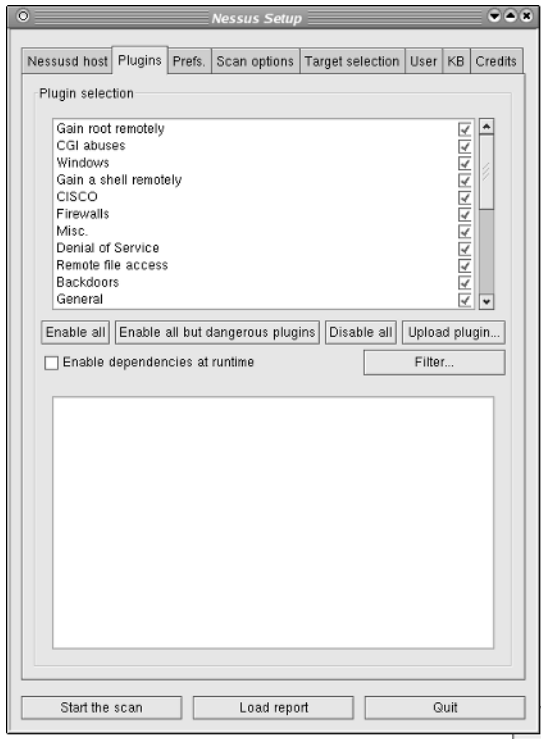 Nessus Setup
Nessusd host Plugins Prefs. Scan options Target selection User KB Credits
Plugin selection
Gain root remotely
CGI abuses
Windows
Gain a shell remotely
CISCO
Firewalls
Misc.
Denial of Service
Remote file access
Backdoors
General
Enable all Enable all but dangerous plugins Disable all Upload plugin...
Enable dependencies at runtime Filter...
Start the scan Load report Quit